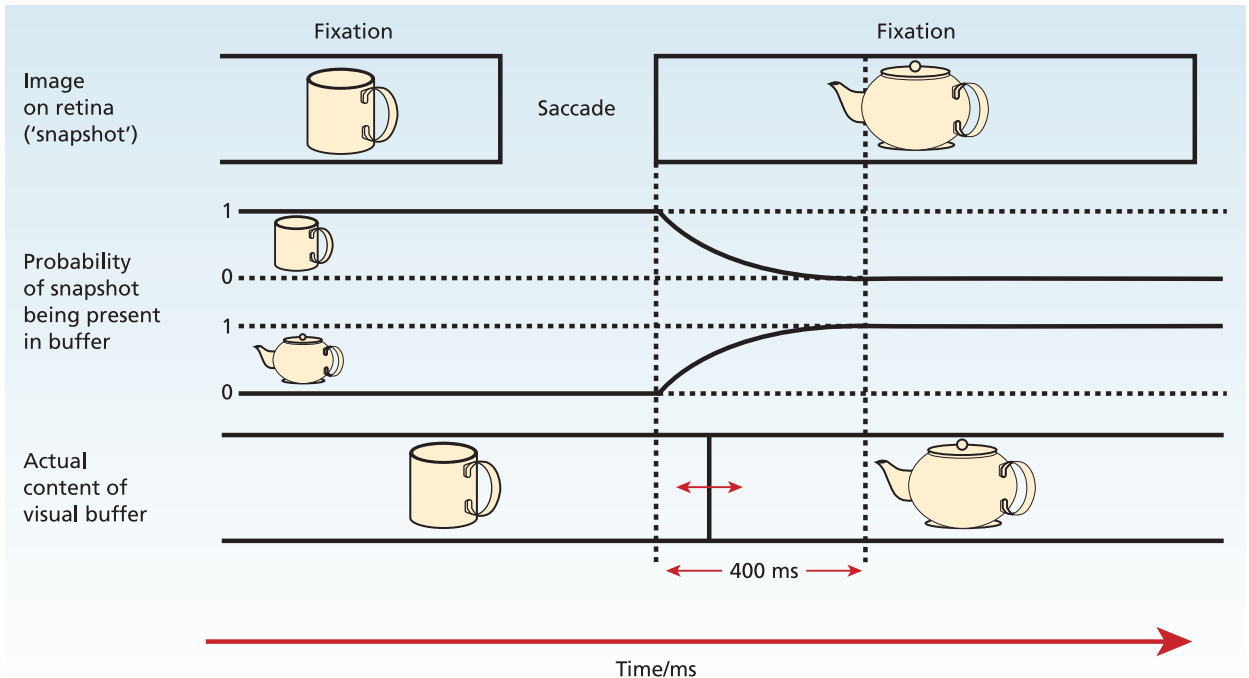 Fixation
Fixation
Image
on retina
(‘snapshot’)
Saccade
1
0
Probability
of snapshot
being present
in buffer
1
0
Actual
content of
visual buffer
400 ms
Time/ms